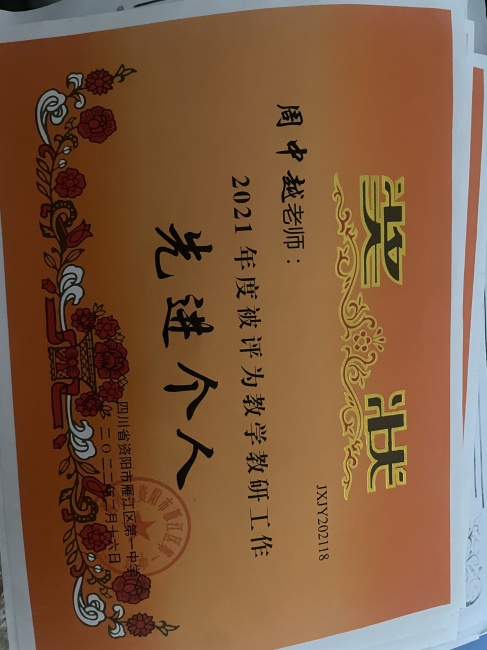 奖状
JXJY202118
周中越老师：
2021年度被评为教学教研工作
先进个人
四川省资阳市雁江区第一中学
二〇二二年二月十六日